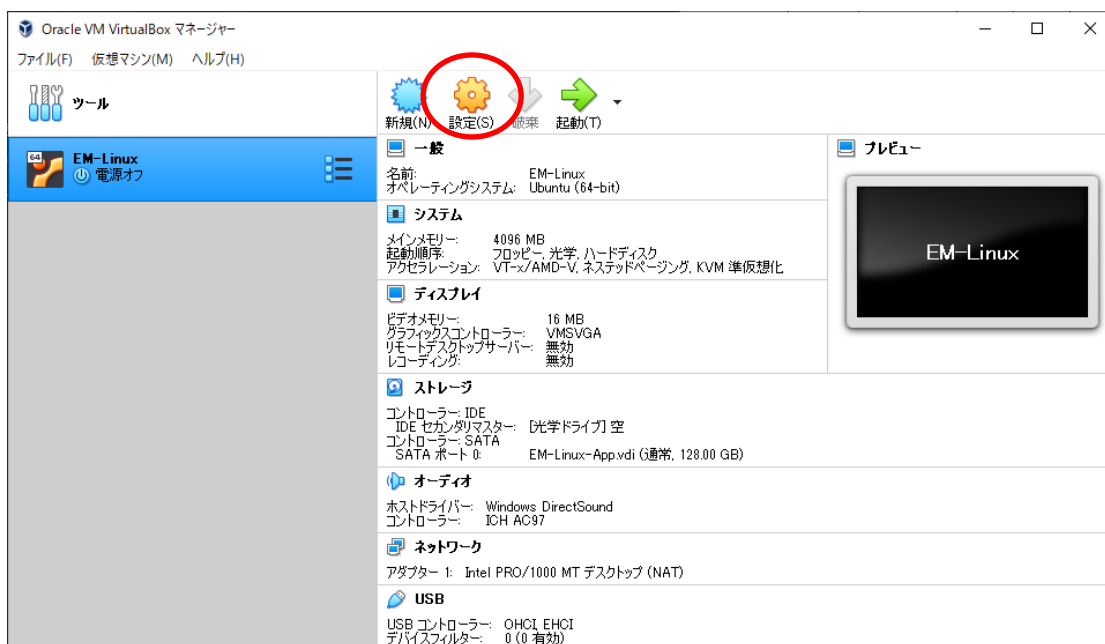 Oracle VM VirtualBox マネージャー
ファイル(F) 仮想マシン(M) ヘルプ(H)
ツール
新規(N) 設定(S) 破棄 起動(T)
64
EM-Linux
電源オフ
一般
名前: EM-Linux
オペレーティングシステム: Ubuntu (64-bit)
プレビュー
EM-Linux
システム
メインメモリー: 4096 MB
起動順序: フロッピー, 光学, ハードディスク
アクセラレーション: VT-x/AMD-V, ネステッドページング, KVM 準仮想化
ディスプレイ
ビデオメモリー: 16 MB
グラフィックスコントローラー: VMSVGA
リモートデスクトップサーバー: 無効
レコーディング: 無効
ストレージ
コントローラー: IDE
IDE セカンダリマスター: [光学ドライブ] 空
コントローラー: SATA
SATA ポート 0: EM-Linux-App.vdi (通常, 128.00 GB)
オーディオ
ホストドライバー: Windows DirectSound
コントローラー: ICH AC97
ネットワーク
アダプター 1: Intel PRO/1000 MT デスクトップ (NAT)
USB
USB コントローラー: OHCI, EHCI
デバイスフィルター: 0 (0 有効)